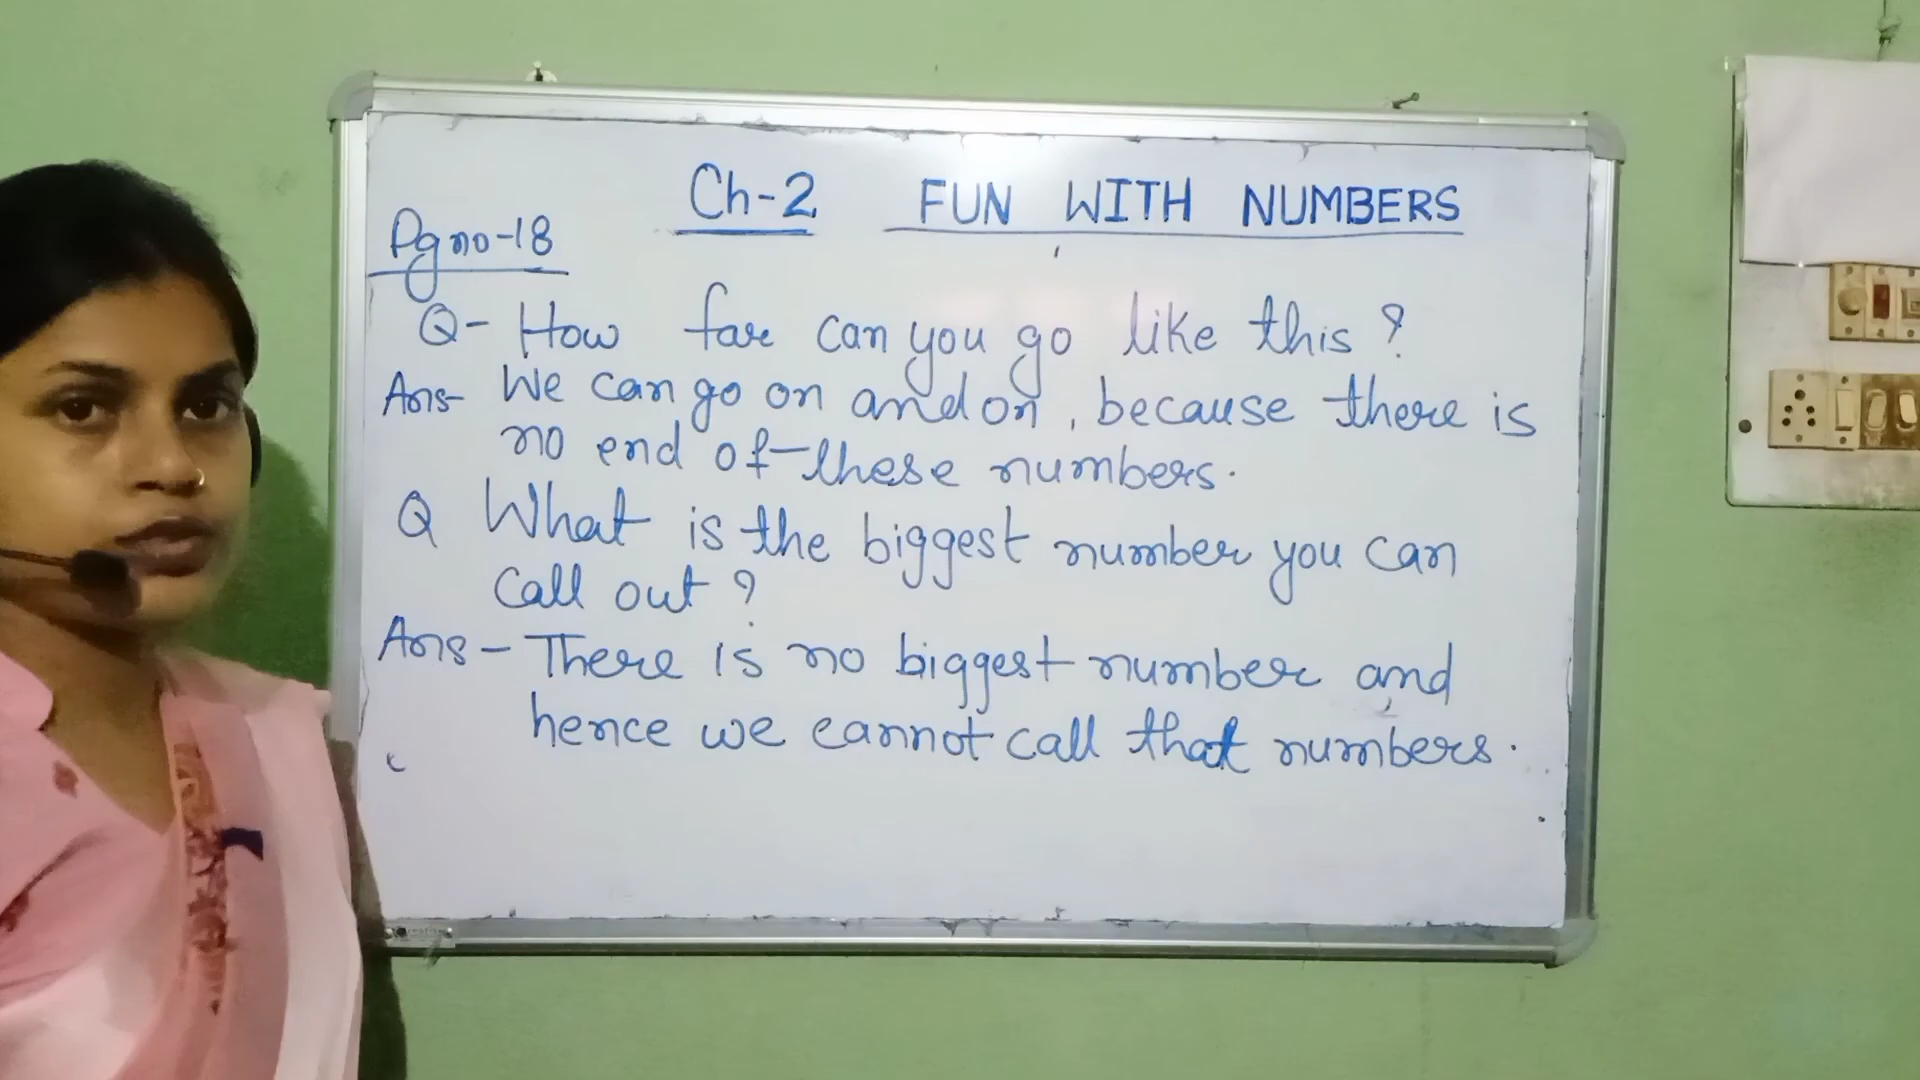 Ch-2 FUN WITH NUMBERS
Pg no-18
Q- How far can you go like this?
Ans- We can go on and on, because there is
no end of these numbers.
Q What is the biggest number you can
call out?
Ans- There is no biggest number and
hence we cannot call that numbers.